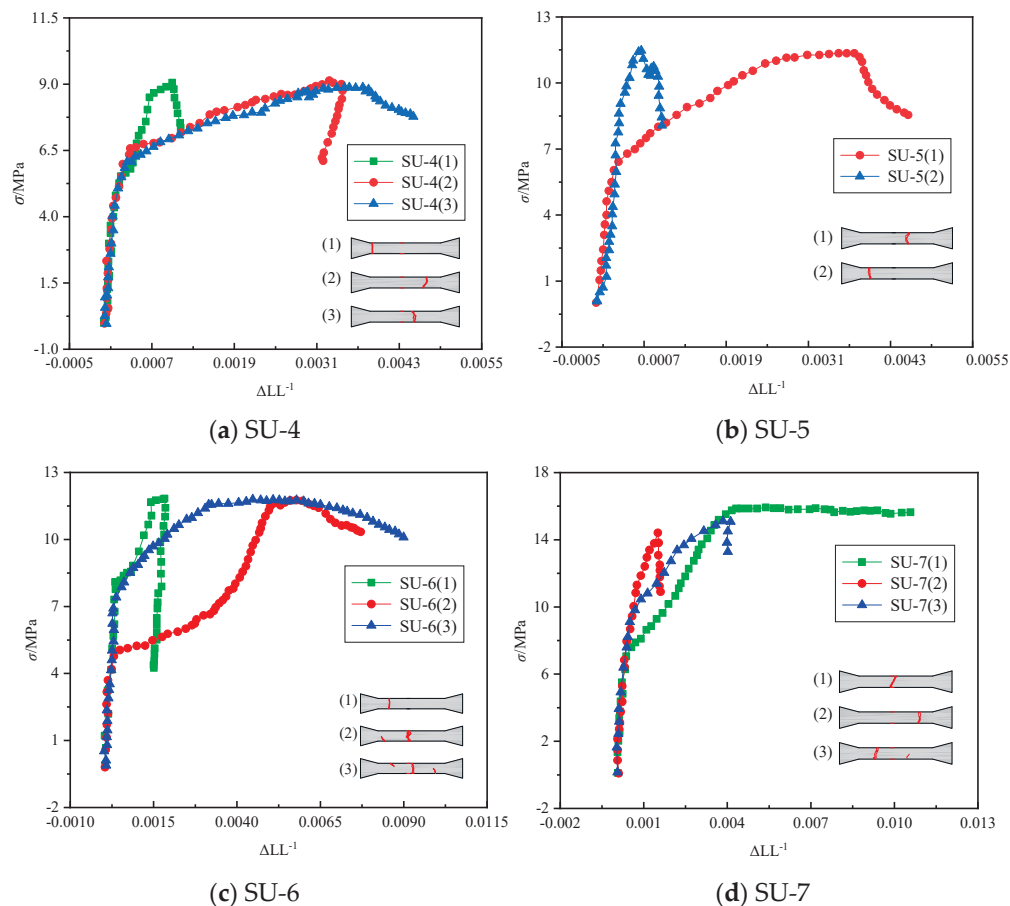 11.5
9.0
6.5
4.0
1.5
-1.0
σ/MPa
SU-4(1)
SU-4(2)
SU-4(3)
(1)
(2)
(3)
-0.0005 0.0007 0.0019 0.0031 0.0043 0.0055
ΔLL⁻¹
(a) SU-4
13
10
7
4
1
-2
σ/MPa
SU-5(1)
SU-5(2)
(1)
(2)
-0.0005 0.0007 0.0019 0.0031 0.0043 0.0055
ΔLL⁻¹
(b) SU-5
13
10
7
4
1
-2
σ/MPa
SU-6(1)
SU-6(2)
SU-6(3)
(1)
(2)
(3)
-0.0010 0.0015 0.0040 0.0065 0.0090 0.0115
ΔLL⁻¹
(c) SU-6
18
14
10
6
2
-2
σ/MPa
SU-7(1)
SU-7(2)
SU-7(3)
(1)
(2)
(3)
-0.002 0.001 0.004 0.007 0.010 0.013
ΔLL⁻¹
(d) SU-7